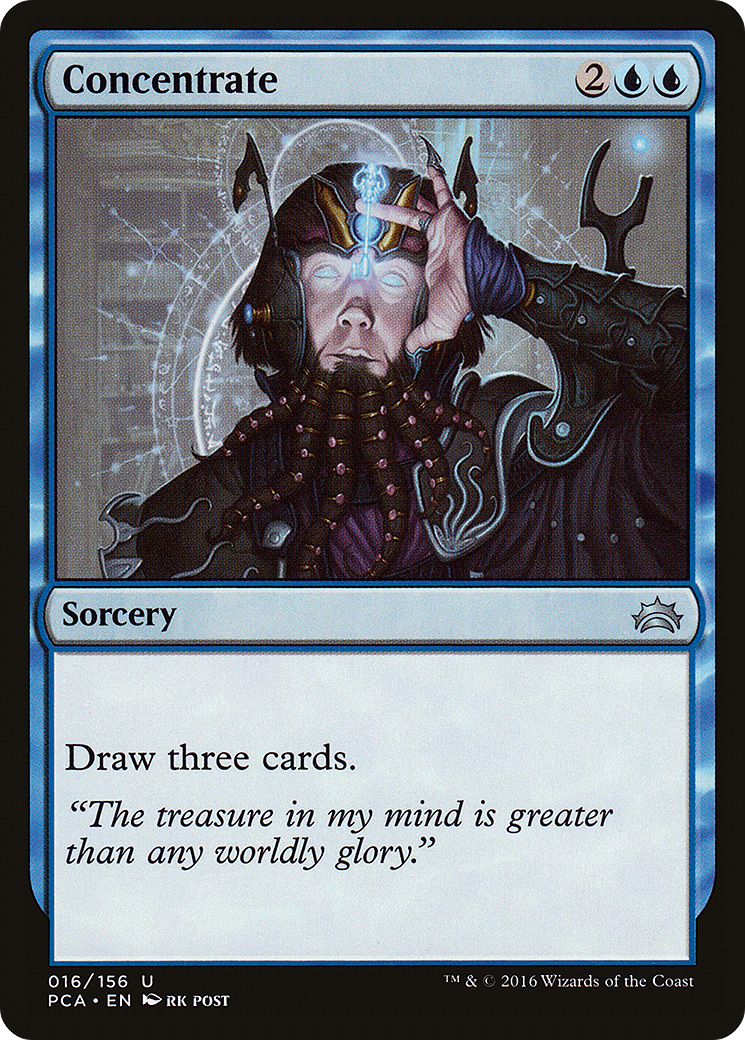 Concentrate 2
Sorcery
Draw three cards.
“The treasure in my mind is greater
than any worldly glory.”
016/156 U
PCA • EN RK POST
™ & © 2016 Wizards of the Coast